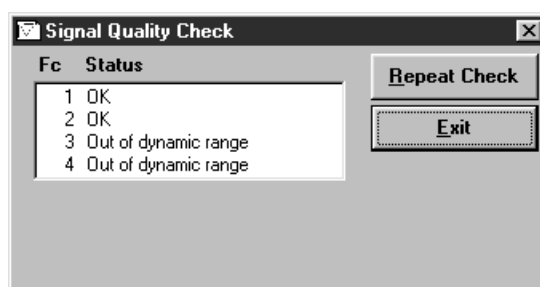 Signal Quality Check
Fc Status
1 OK
2 OK
3 Out of dynamic range
4 Out of dynamic range
Repeat Check
Exit